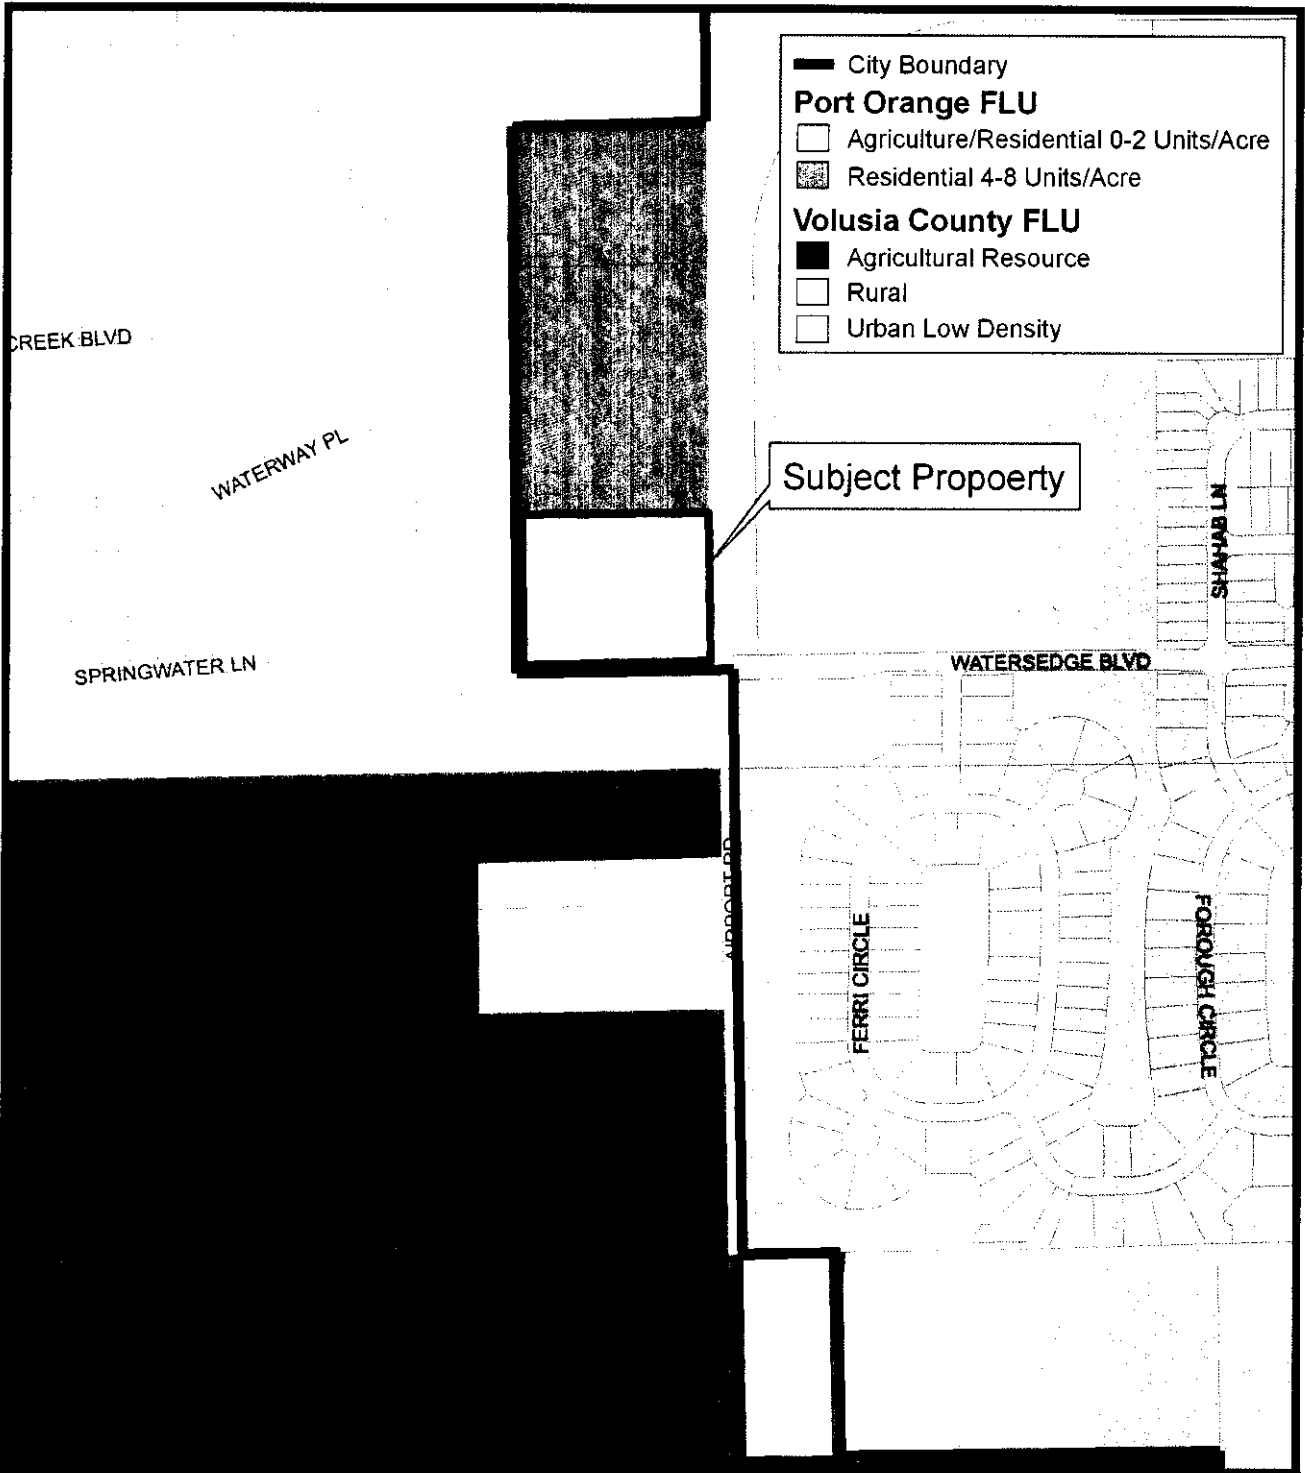 City Boundary
Port Orange FLU
Agriculture/Residential 0-2 Units/Acre
Residential 4-8 Units/Acre
Volusia County FLU
Agricultural Resource
Rural
Urban Low Density
CREEK BLVD
WATERWAY PL
Subject Propoerty
SHAHAB LN
SPRINGWATER LN
WATERSEDGE BLVD
AIRPORT RD
FERRI CIRCLE
FOROUGH CIRCLE